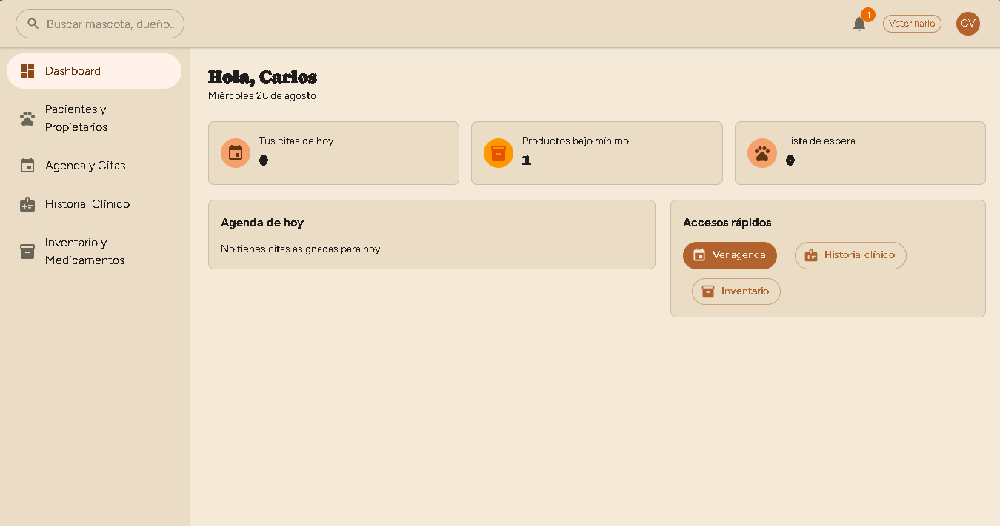 Buscar mascota, dueño..
1
Veterinario
CV
Dashboard
Pacientes y
Propietarios
Agenda y Citas
Historial Clínico
Inventario y
Medicamentos
Hola, Carlos
Miércoles 26 de agosto
Tus citas de hoy
0
Productos bajo mínimo
1
Lista de espera
0
Agenda de hoy
No tienes citas asignadas para hoy.
Accesos rápidos
Ver agenda
Historial clínico
Inventario